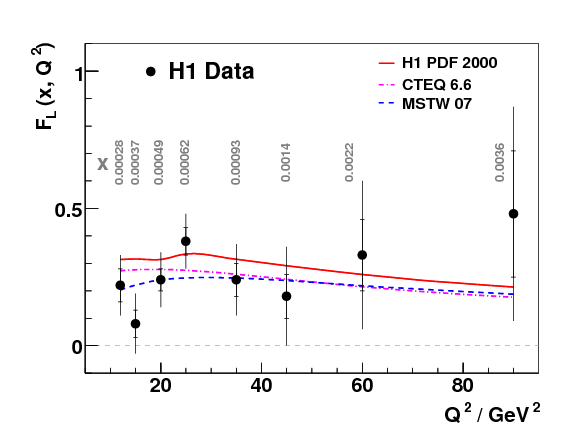 F_L (x, Q²)
1
0.5
0
H1 Data
H1 PDF 2000
CTEQ 6.6
MSTW 07
x
0.00028
0.00037
0.00049
0.00062
0.00093
0.0014
0.0022
0.0036
20 40 60 80
Q² / GeV²